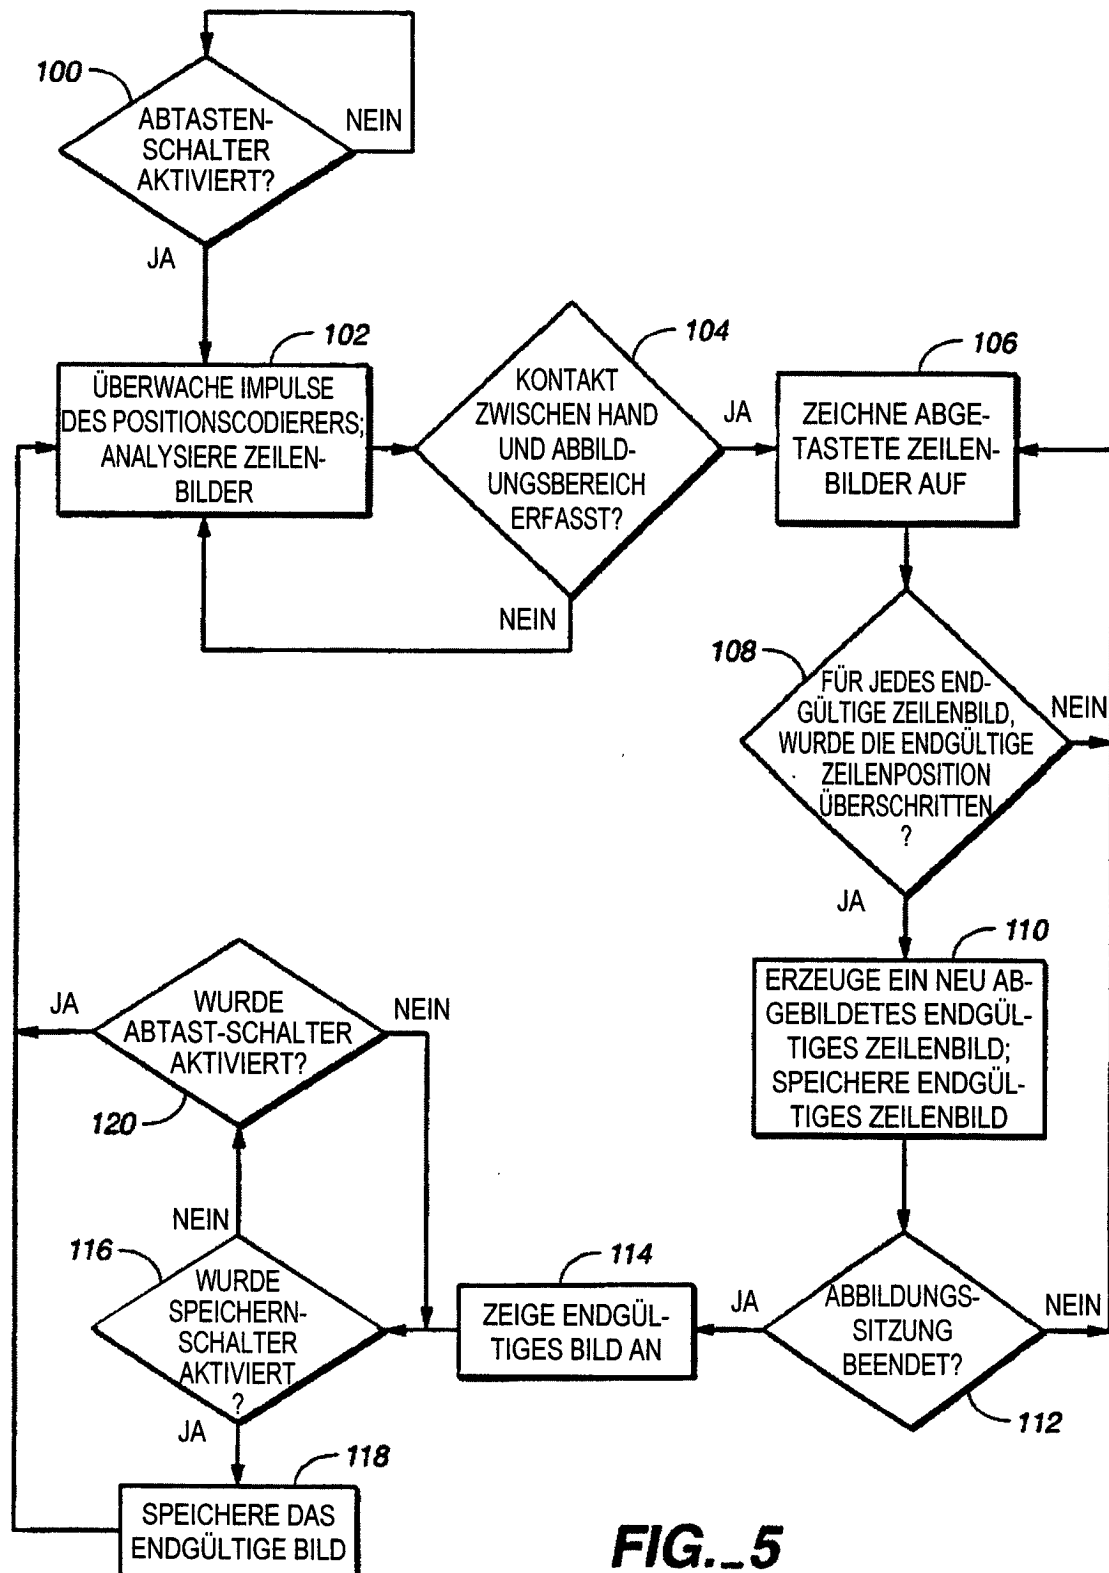 100
ABTASTEN-
SCHALTER
AKTIVIERT?
NEIN
JA
102
ÜBERWACHE IMPULSE
DES POSITIONSCODIERERS;
ANALYSIERE ZEILEN-
BILDER
104
KONTAKT
ZWISCHEN HAND
UND ABBILD-
UNGSBEREICH
ERFASST?
JA
NEIN
106
ZEICHNE ABGE-
TASTETE ZEILEN-
BILDER AUF
108
FÜR JEDES END-
GÜLTIGE ZEILENBILD,
WURDE DIE ENDGÜLTIGE
ZEILENPOSITION
ÜBERSCHRITTEN
?
NEIN
JA
110
ERZEUGE EIN NEU AB-
GEBILDETES ENDGÜL-
TIGES ZEILENBILD;
SPEICHERE ENDGÜL-
TIGES ZEILENBILD
ABBILDUNGS-
SITZUNG
BEENDET?
NEIN
JA
112
114
ZEIGE ENDGÜL-
TIGES BILD AN
116
WURDE
SPEICHERN-
SCHALTER
AKTIVIERT
?
NEIN
JA
118
SPEICHERE DAS
ENDGÜLTIGE BILD
WURDE
ABTAST-SCHALTER
AKTIVIERT?
JA
NEIN
120
FIG._5